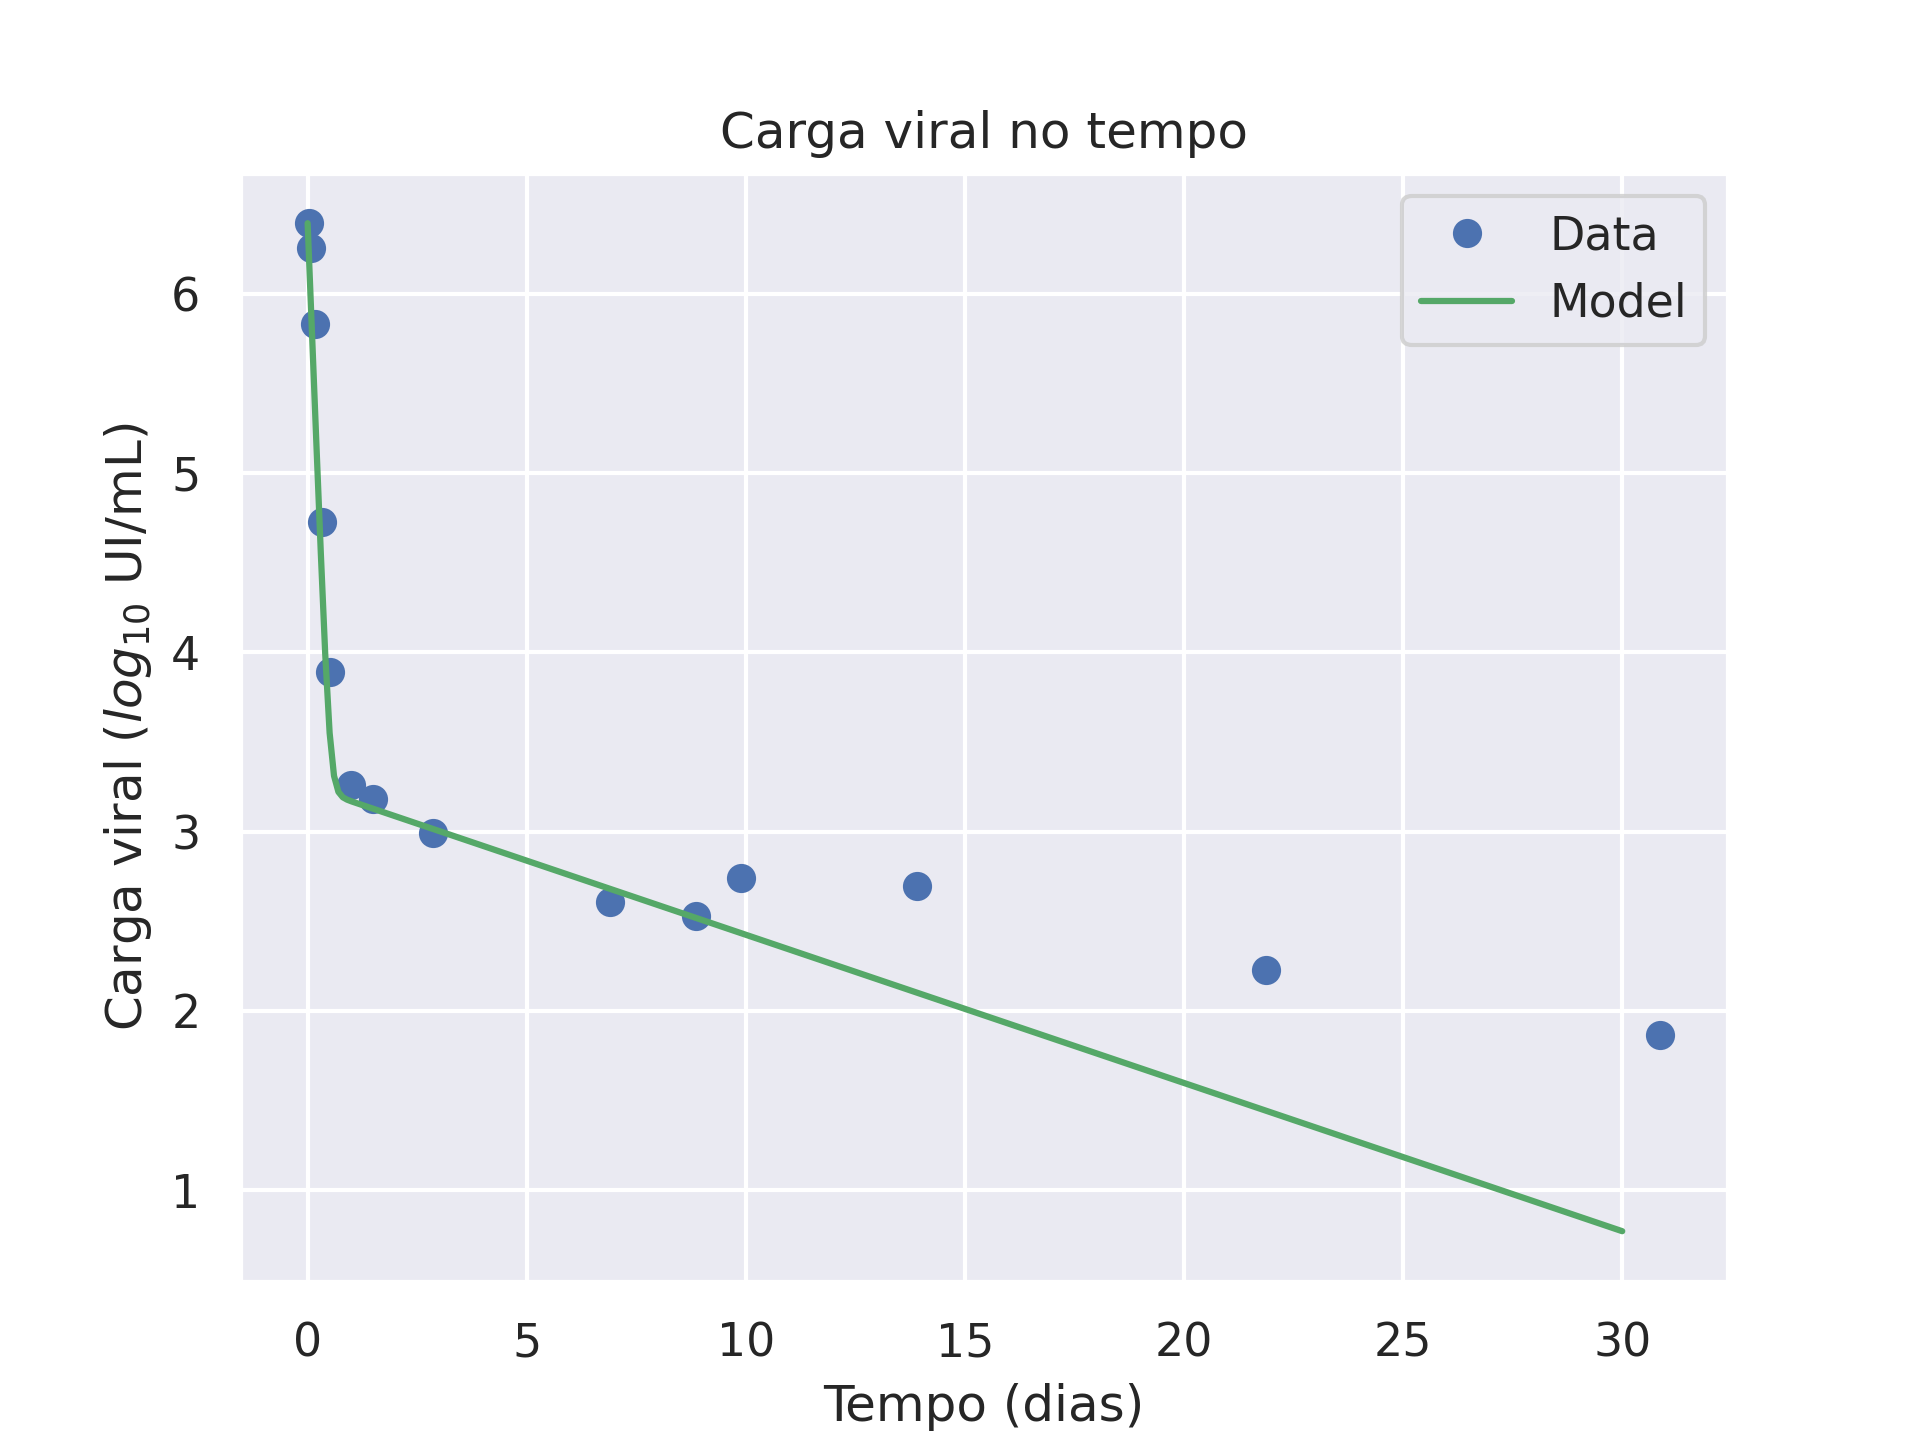 Carga viral no tempo
Data
Model
Carga viral (log10 UI/mL)
6
5
4
3
2
1
0 5 10 15 20 25 30
Tempo (dias)